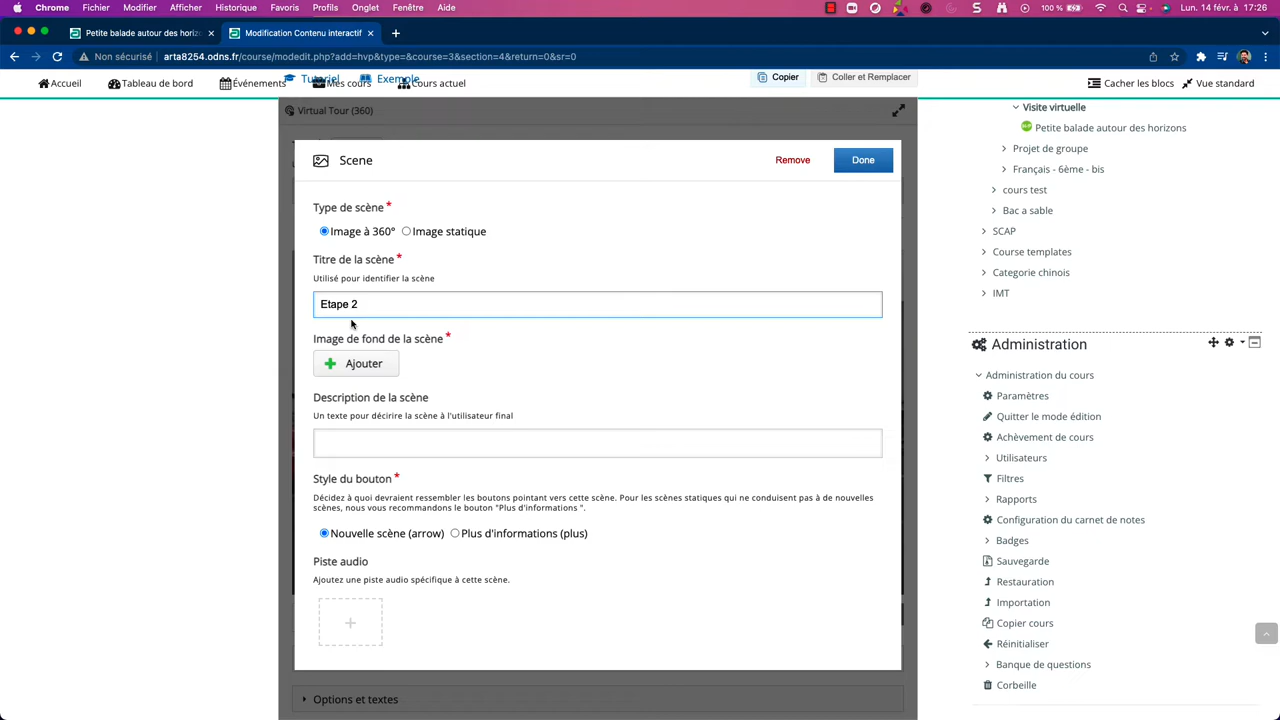 Chrome Fichier Modifier Afficher Historique Favoris Profils Onglet Fenêtre Aide
100 % Lun. 14 févr. à 17:26
Petite balade autour des horiz
Modification Contenu interactif
Non sécurisé arta8254.odns.fr/course/modedit.php?add=hvp&type=&course=3&section=4&return=0&sr=0
Accueil Tableau de bord Événements Mes cours Cours actuel Cacher les blocs Vue standard
Tutoriel Exemple Copier Coller et Remplacer
Virtual Tour (360)
Scene Remove Done
Type de scène *
Image à 360° Image statique
Titre de la scène *
Utilisé pour identifier la scène
Etape 2
Image de fond de la scène *
Ajouter
Description de la scène
Un texte pour décirire la scène à l'utilisateur final
Style du bouton *
Décidez à quoi devraient ressembler les boutons pointant vers cette scène. Pour les scènes statiques qui ne conduisent pas à de nouvelles
scènes, nous vous recommandons le bouton "Plus d'informations ".
Nouvelle scène (arrow) Plus d'informations (plus)
Piste audio
Ajoutez une piste audio spécifique à cette scène.
Options et textes
Visite virtuelle
Petite balade autour des horizons
Projet de groupe
Français - 6ème - bis
cours test
Bac a sable
SCAP
Course templates
Categorie chinois
IMT
Administration
Administration du cours
Paramètres
Quitter le mode édition
Achèvement de cours
Utilisateurs
Filtres
Rapports
Configuration du carnet de notes
Badges
Sauvegarde
Restauration
Importation
Copier cours
Réinitialiser
Banque de questions
Corbeille